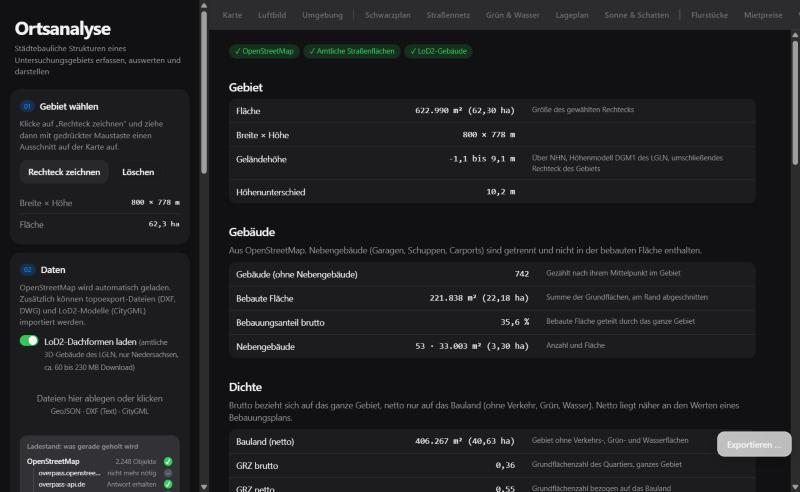 Ortsanalyse
Städtebauliche Strukturen eines
Untersuchungsgebiets erfassen, auswerten und
darstellen
01 Gebiet wählen
Klicke auf „Rechteck zeichnen" und ziehe
dann mit gedrückter Maustaste einen
Ausschnitt auf der Karte auf.
Rechteck zeichnen Löschen
Breite × Höhe 800 × 778 m
Fläche 62,3 ha
02 Daten
OpenStreetMap wird automatisch geladen.
Zusätzlich können topoexport-Dateien (DXF,
DWG) und LoD2-Modelle (CityGML)
importiert werden.
LoD2-Dachformen laden (amtliche
3D-Gebäude des LGLN, nur Niedersachsen,
ca. 60 bis 230 MB Download)
Dateien hier ablegen oder klicken
GeoJSON · DXF (Text) · CityGML
Ladestand: was gerade geholt wird
OpenStreetMap 2.248 Objekte
overpass.openstree... nicht mehr nötig
overpass-api.de Antwort erhalten
Karte Luftbild Umgebung Schwarzplan Straßennetz Grün & Wasser Lageplan Sonne & Schatten Flurstücke Mietpreise
✓ OpenStreetMap ✓ Amtliche Straßenflächen ✓ LoD2-Gebäude
Gebiet
Fläche 622.990 m² (62,30 ha) Größe des gewählten Rechtecks
Breite × Höhe 800 × 778 m
Geländehöhe -1,1 bis 9,1 m Über NHN, Höhenmodell DGM1 des LGLN, umschließendes
Rechteck des Gebiets
Höhenunterschied 10,2 m
Gebäude
Aus OpenStreetMap. Nebengebäude (Garagen, Schuppen, Carports) sind getrennt und nicht in der bebauten Fläche enthalten.
Gebäude (ohne Nebengebäude) 742 Gezählt nach ihrem Mittelpunkt im Gebiet
Bebaute Fläche 221.838 m² (22,18 ha) Summe der Grundflächen, am Rand abgeschnitten
Bebauungsanteil brutto 35,6 % Bebaute Fläche geteilt durch das ganze Gebiet
Nebengebäude 53 · 33.003 m² (3,30 ha) Anzahl und Fläche
Dichte
Brutto bezieht sich auf das ganze Gebiet, netto nur auf das Bauland (ohne Verkehr, Grün, Wasser). Netto liegt näher an den Werten eines
Bebauungsplans.
Bauland (netto) 406.267 m² (40,63 ha) Gebiet ohne Verkehrs-, Grün- und Wasserflächen
Exportieren ...
GRZ brutto 0,36 Grundflächenzahl des Quartiers, ganzes Gebiet
GRZ netto 0,55 Grundflächenzahl bezogen auf das Bauland